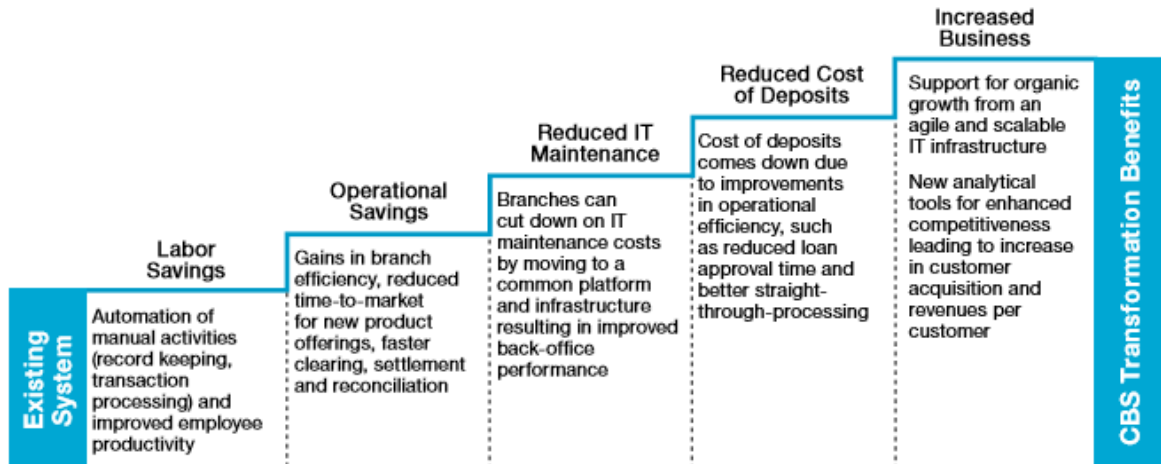 Existing
System
Labor
Savings
Automation of
manual activities
(record keeping,
transaction
processing) and
improved employee
productivity
Operational
Savings
Gains in branch
efficiency, reduced
time-to-market
for new product
offerings, faster
clearing, settlement
and reconciliation
Reduced IT
Maintenance
Branches can
cut down on IT
maintenance costs
by moving to a
common platform
and infrastructure
resulting in improved
back-office
performance
Reduced Cost
of Deposits
Cost of deposits
comes down due
to improvements
in operational
efficiency, such
as reduced loan
approval time and
better straight-
through-processing
Increased
Business
Support for organic
growth from an
agile and scalable
IT infrastructure
New analytical
tools for enhanced
competitiveness
leading to increase
in customer
acquisition and
revenues per
customer
CBS Transformation Benefits